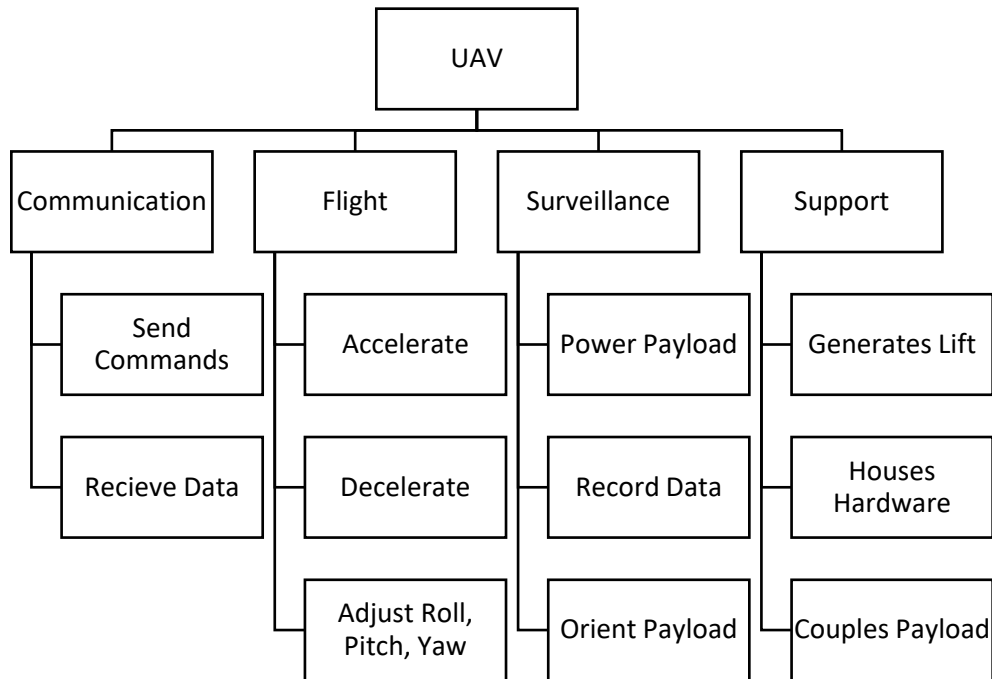 UAV
Communication
Flight
Surveillance
Support
Send
Commands
Accelerate
Power Payload
Generates Lift
Recieve Data
Decelerate
Record Data
Houses
Hardware
Adjust Roll,
Pitch, Yaw
Orient Payload
Couples Payload